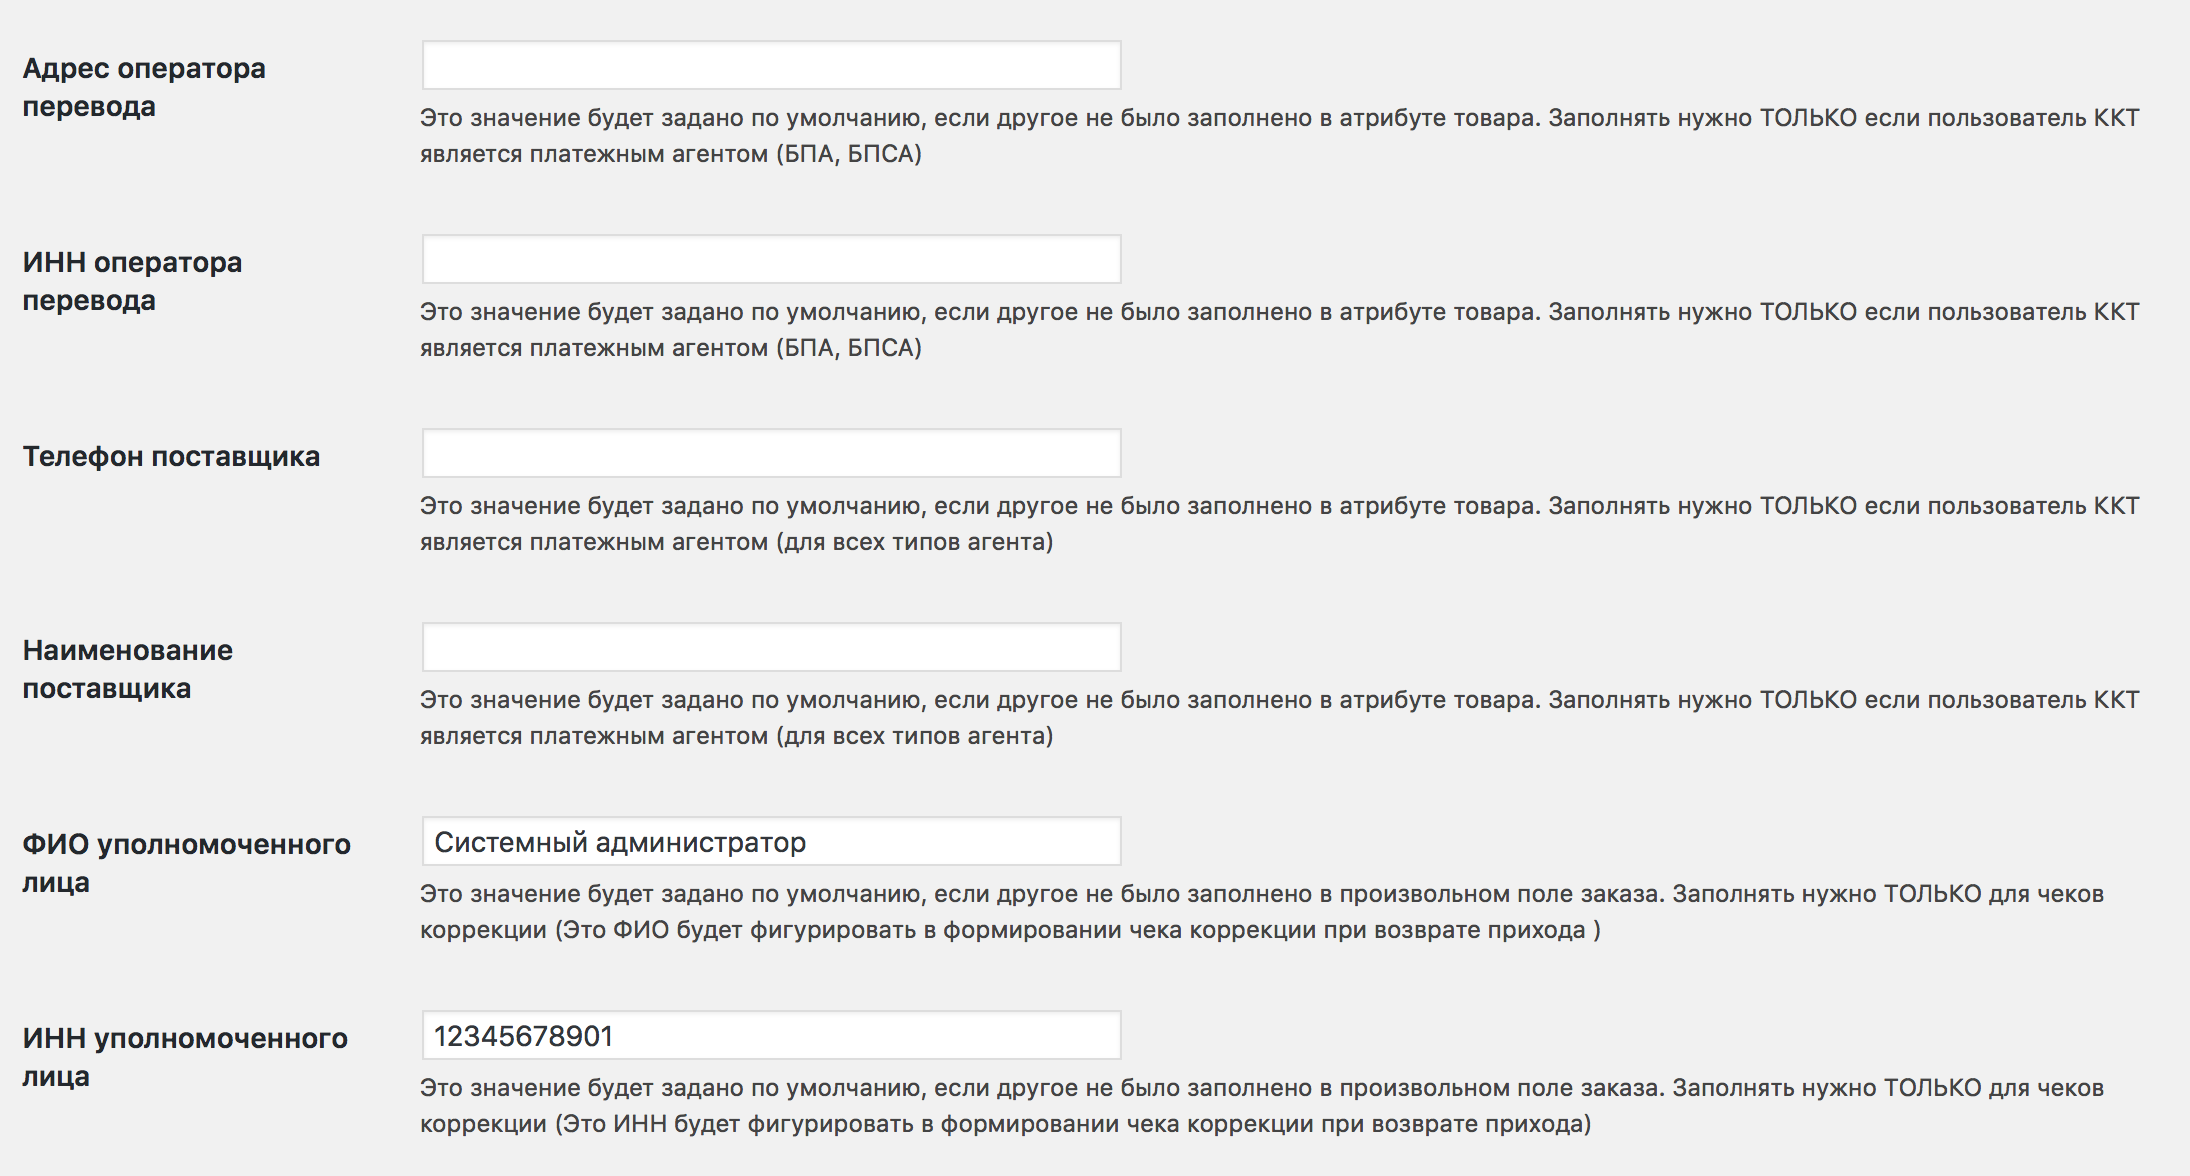 Адрес оператора
перевода
Это значение будет задано по умолчанию, если другое не было заполнено в атрибуте товара. Заполнять нужно ТОЛЬКО если пользователь ККТ
является платежным агентом (БПА, БПСА)
ИНН оператора
перевода
Это значение будет задано по умолчанию, если другое не было заполнено в атрибуте товара. Заполнять нужно ТОЛЬКО если пользователь ККТ
является платежным агентом (БПА, БПСА)
Телефон поставщика
Это значение будет задано по умолчанию, если другое не было заполнено в атрибуте товара. Заполнять нужно ТОЛЬКО если пользователь ККТ
является платежным агентом (для всех типов агента)
Наименование
поставщика
Это значение будет задано по умолчанию, если другое не было заполнено в атрибуте товара. Заполнять нужно ТОЛЬКО если пользователь ККТ
является платежным агентом (для всех типов агента)
ФИО уполномоченного
лица
Системный администратор
Это значение будет задано по умолчанию, если другое не было заполнено в произвольном поле заказа. Заполнять нужно ТОЛЬКО для чеков
коррекции (Это ФИО будет фигурировать в формировании чека коррекции при возврате прихода )
ИНН уполномоченного
лица
12345678901
Это значение будет задано по умолчанию, если другое не было заполнено в произвольном поле заказа. Заполнять нужно ТОЛЬКО для чеков
коррекции (Это ИНН будет фигурировать в формировании чека коррекции при возврате прихода)